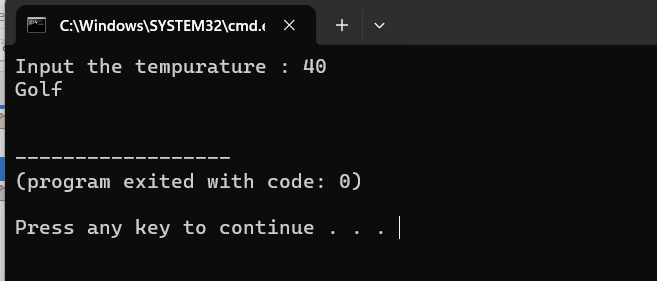 C:\Windows\SYSTEM32\cmd.e
Input the tempurature : 40
Golf
------------------
(program exited with code: 0)
Press any key to continue . . .